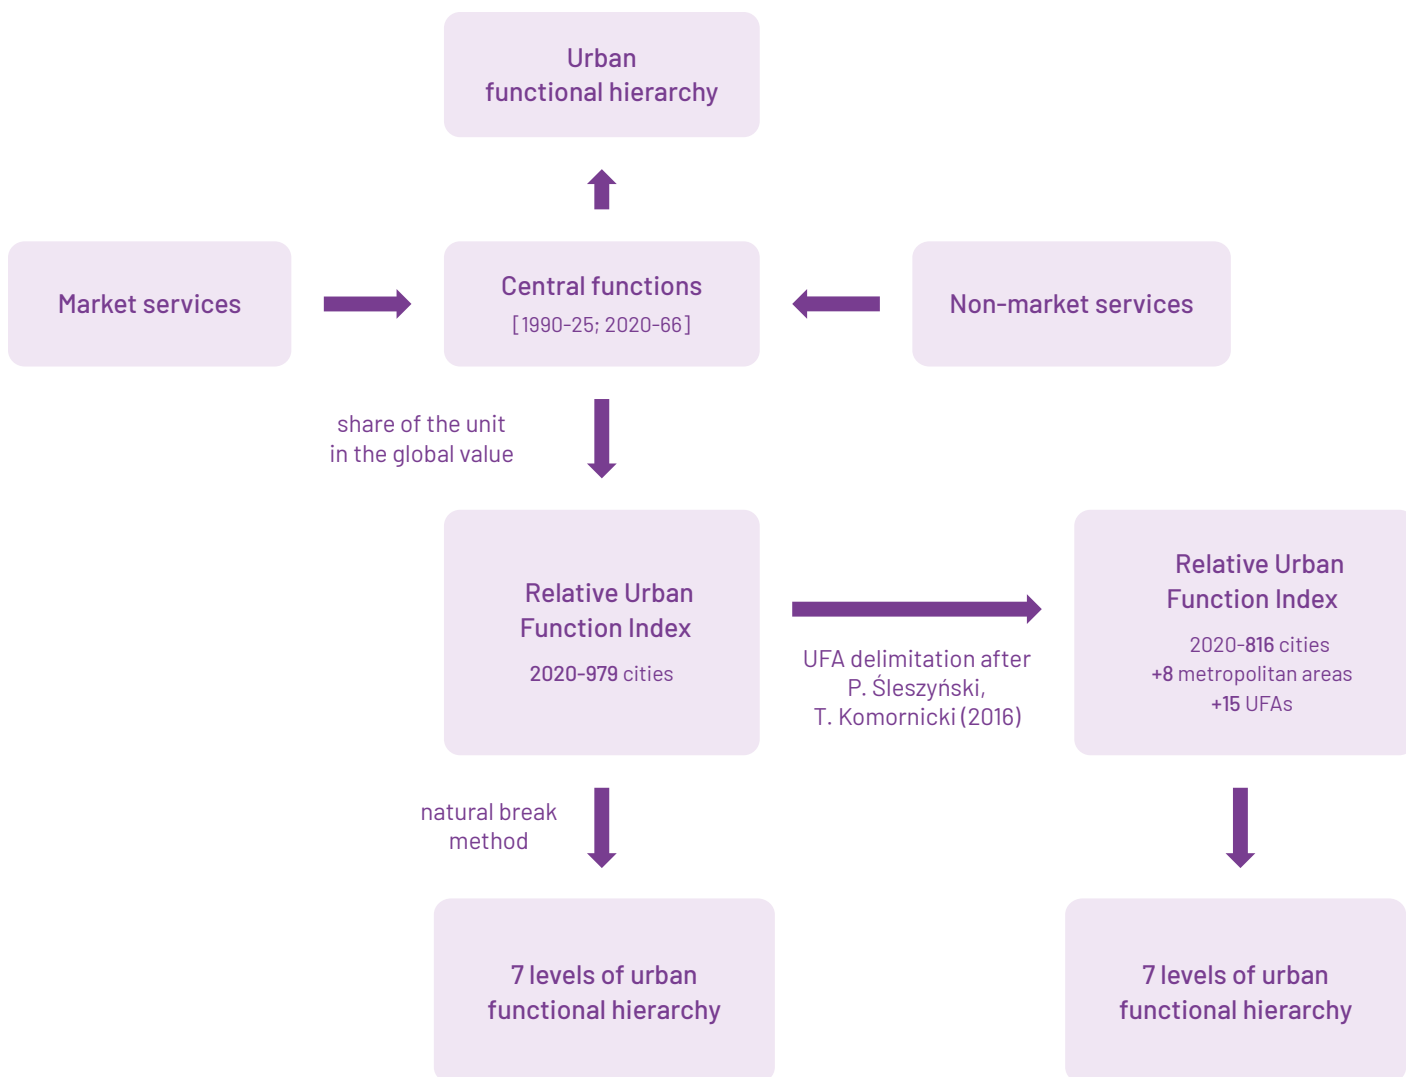 Urban
functional hierarchy
Market services
Central functions
[1990-25; 2020-66]
Non-market services
share of the unit
in the global value
Relative Urban
Function Index
2020-979 cities
UFA delimitation after
P. Śleszyński,
T. Komornicki (2016)
Relative Urban
Function Index
2020-816 cities
+8 metropolitan areas
+15 UFAs
natural break
method
7 levels of urban
functional hierarchy
7 levels of urban
functional hierarchy